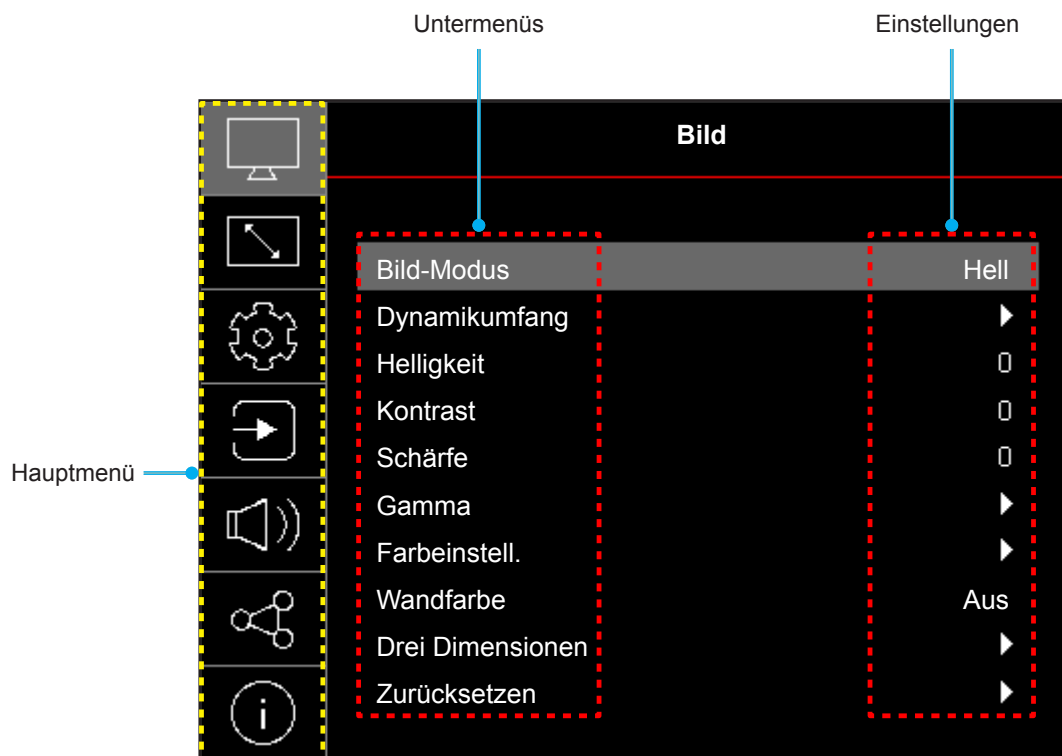 Untermenüs
Einstellungen
Bild
Bild-Modus Hell
Dynamikumfang
Helligkeit 0
Kontrast 0
Schärfe 0
Gamma
Farbeinstell.
Wandfarbe Aus
Drei Dimensionen
Zurücksetzen
Hauptmenü
i